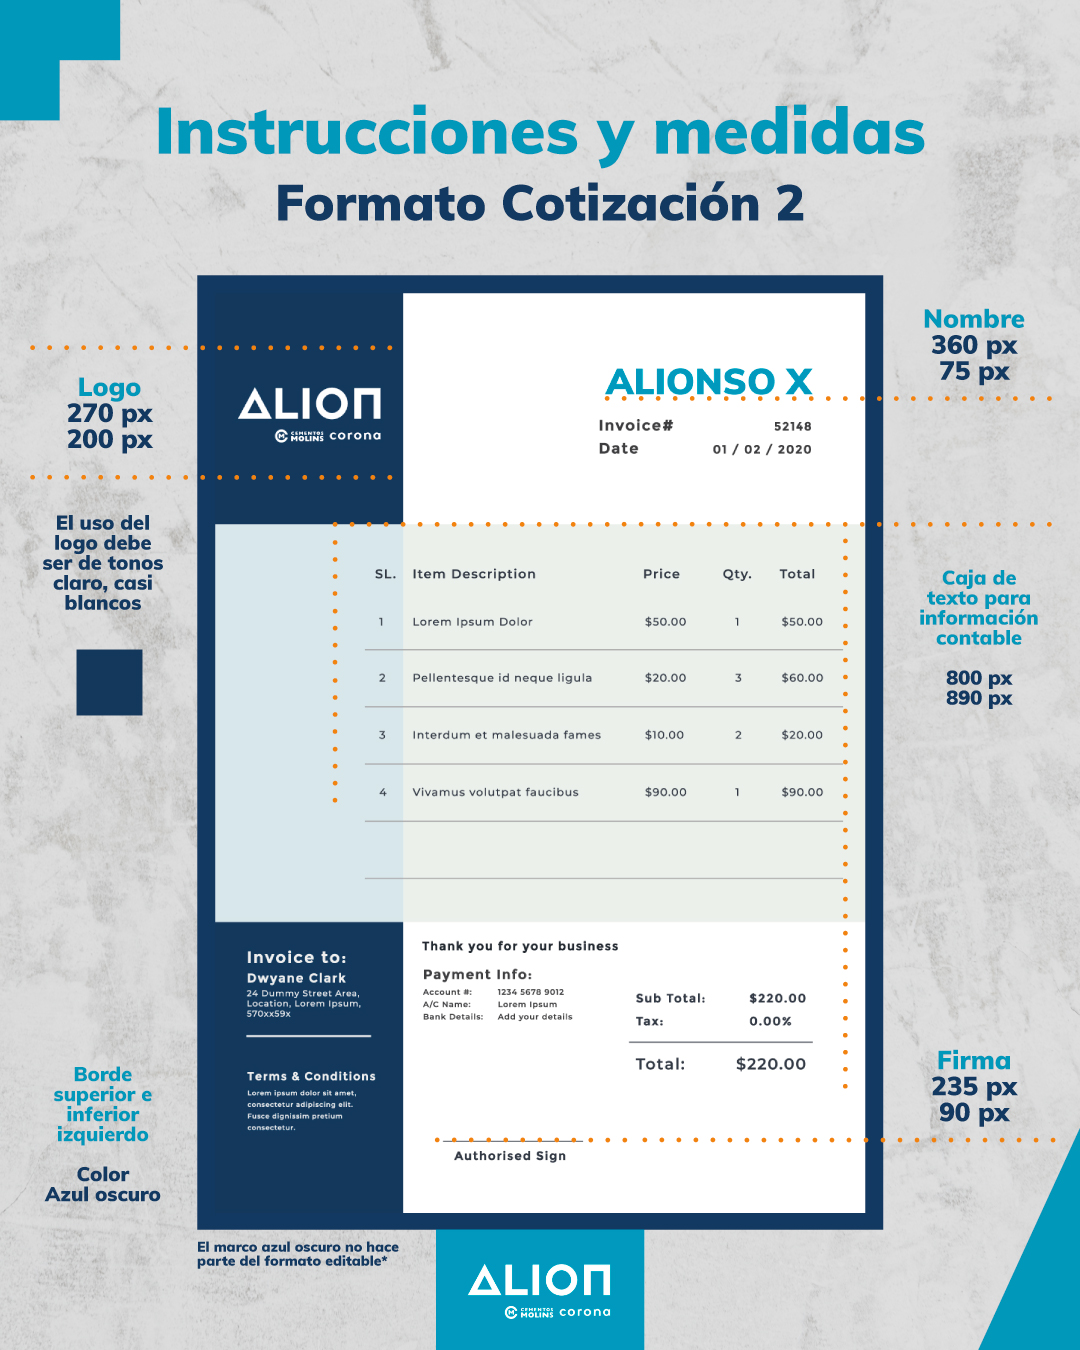 Instrucciones y medidas
Formato Cotización 2
Logo
270 px
200 px
El uso del
logo debe
ser de tonos
claro, casi
blancos
Borde
superior e
inferior
izquierdo
Color
Azul oscuro
ALION
CEMENTOS MOLINS corona
ALIONSO X
Invoice# 52148
Date 01 / 02 / 2020
SL. Item Description Price Qty. Total
1 Lorem Ipsum Dolor $50.00 1 $50.00
2 Pellentesque id neque ligula $20.00 3 $60.00
3 Interdum et malesuada fames $10.00 2 $20.00
4 Vivamus volutpat faucibus $90.00 1 $90.00
Invoice to:
Dwyane Clark
24 Dummy Street Area,
Location, Lorem Ipsum,
570xx59x
Terms & Conditions
Lorem ipsum dolor sit amet,
consectetur adipiscing elit.
Fusce dignissim pretium
consectetur.
Thank you for your business
Payment Info:
Account #: 1234 5678 9012
A/C Name: Lorem Ipsum
Bank Details: Add your details
Sub Total: $220.00
Tax: 0.00%
Total: $220.00
Authorised Sign
Nombre
360 px
75 px
Caja de
texto para
información
contable
800 px
890 px
Firma
235 px
90 px
El marco azul oscuro no hace
parte del formato editable*
ALION
CEMENTOS MOLINS corona